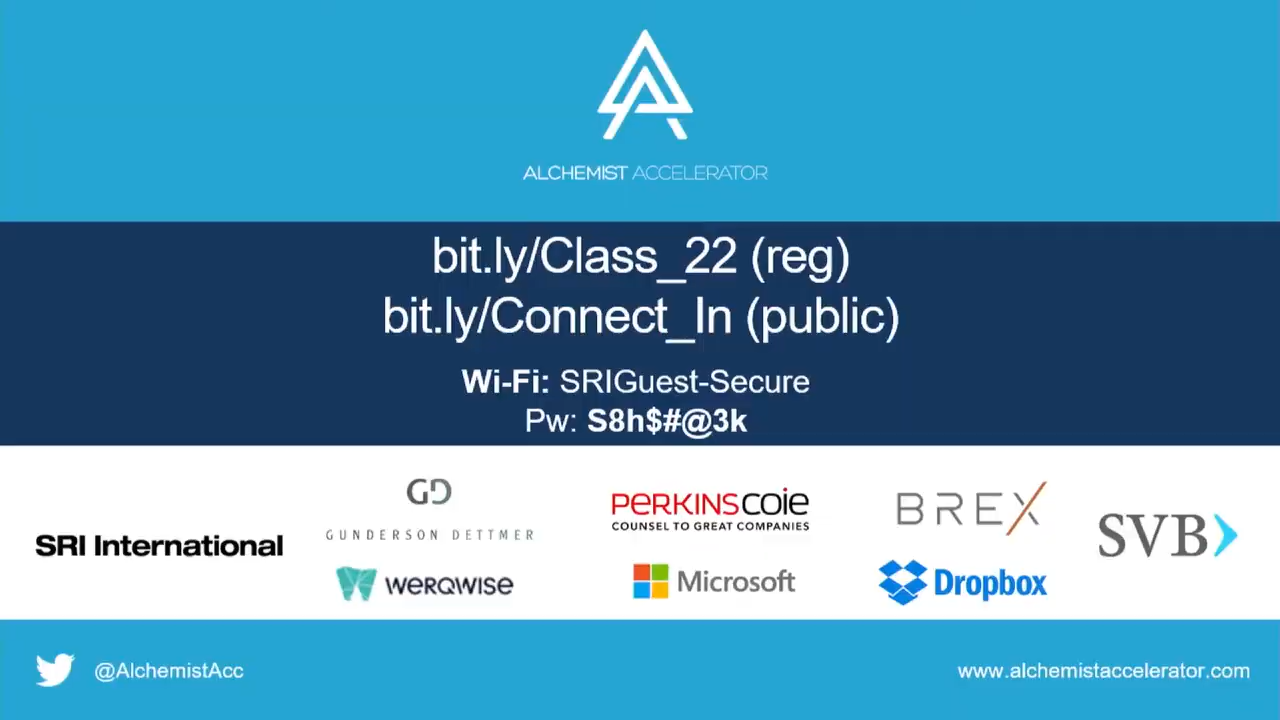 ALCHEMIST ACCELERATOR
bit.ly/Class_22 (reg)
bit.ly/Connect_In (public)
Wi-Fi: SRIGuest-Secure
Pw: S8h$#@3k
SRI International
GD
GUNDERSON DETTMER
WERQWISE
PERKINSCOIE
COUNSEL TO GREAT COMPANIES
Microsoft
BREX
Dropbox
SVB
@AlchemistAcc
www.alchemistaccelerator.com